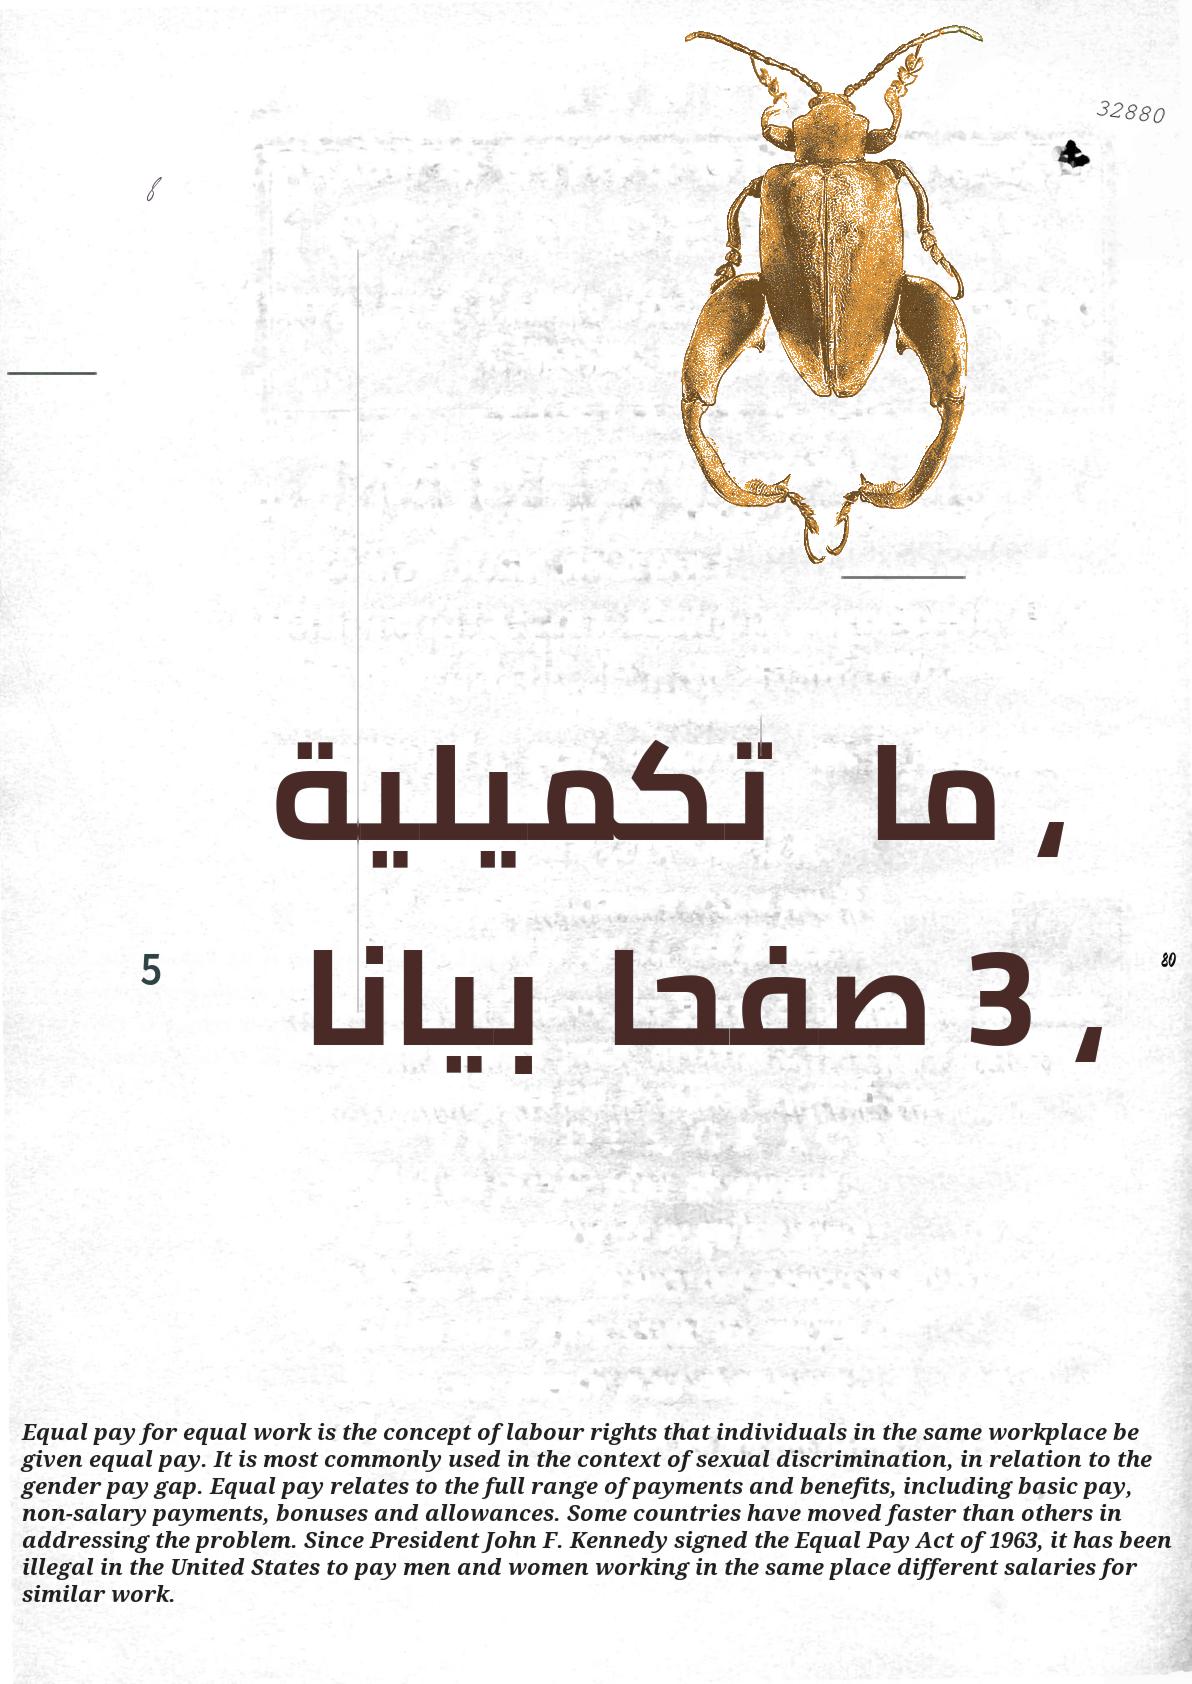 32880
8
, ما تكميلية
, 3 صفحا بيانا
5
80
Equal pay for equal work is the concept of labour rights that individuals in the same workplace be
given equal pay. It is most commonly used in the context of sexual discrimination, in relation to the
gender pay gap. Equal pay relates to the full range of payments and benefits, including basic pay,
non-salary payments, bonuses and allowances. Some countries have moved faster than others in
addressing the problem. Since President John F. Kennedy signed the Equal Pay Act of 1963, it has been
illegal in the United States to pay men and women working in the same place different salaries for
similar work.